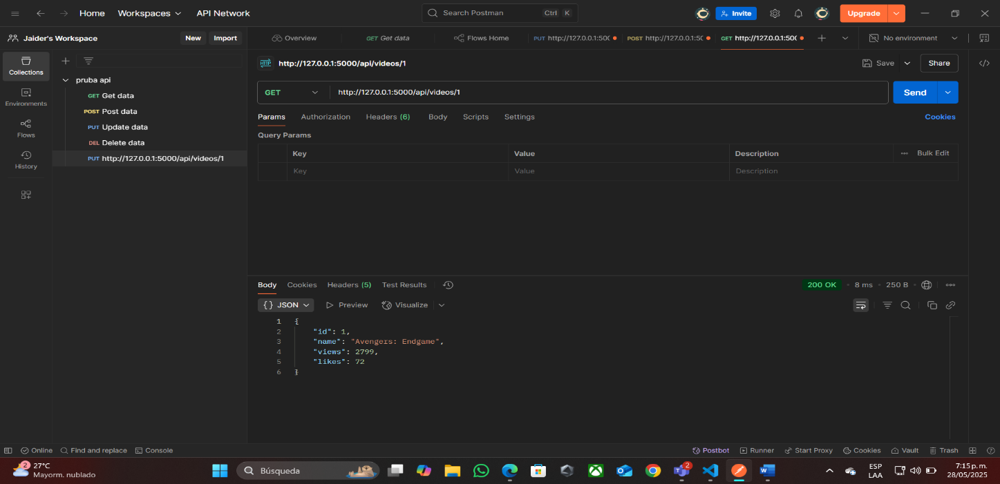 Home Workspaces API Network Search Postman Ctrl K Invite Upgrade
Jaider's Workspace New Import Overview GET Get data Flows Home PUT http://127.0.0.1:500 POST http://127.0.0.1:50 GET http://127.0.0.1:500 No environment
Collections
Environments
Flows
History
pruba api
GET Get data
POST Post data
PUT Update data
DEL Delete data
PUT http://127.0.0.1:5000/api/videos/1
HTTP http://127.0.0.1:5000/api/videos/1 Save Share
GET http://127.0.0.1:5000/api/videos/1 Send
Params Authorization Headers (6) Body Scripts Settings Cookies
Query Params
Key Value Description Bulk Edit
Key Value Description
Body Cookies Headers (5) Test Results 200 OK 8 ms 250 B
{} JSON Preview Visualize
1 {
2 "id": 1,
3 "name": "Avengers: Endgame",
4 "views": 2799,
5 "likes": 72
6 }
Online Find and replace Console Postbot Runner Start Proxy Cookies Vault Trash
2 27°C
Mayorm. nublado
Búsqueda
2
ESP
LAA
7:15 p. m.
28/05/2025